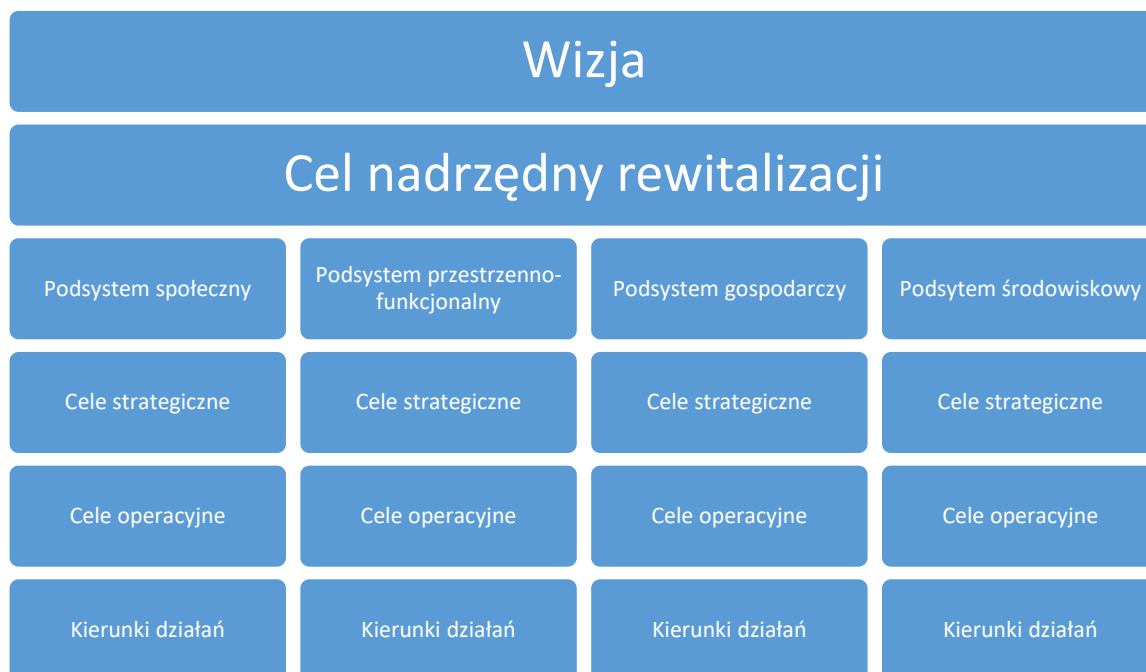 Wizja
Cel nadrzędny rewitalizacji
Podsystem społeczny
Podsystem przestrzenno-
funkcjonalny
Podsystem gospodarczy
Podsytem środowiskowy
Cele strategiczne
Cele strategiczne
Cele strategiczne
Cele strategiczne
Cele operacyjne
Cele operacyjne
Cele operacyjne
Cele operacyjne
Kierunki działań
Kierunki działań
Kierunki działań
Kierunki działań